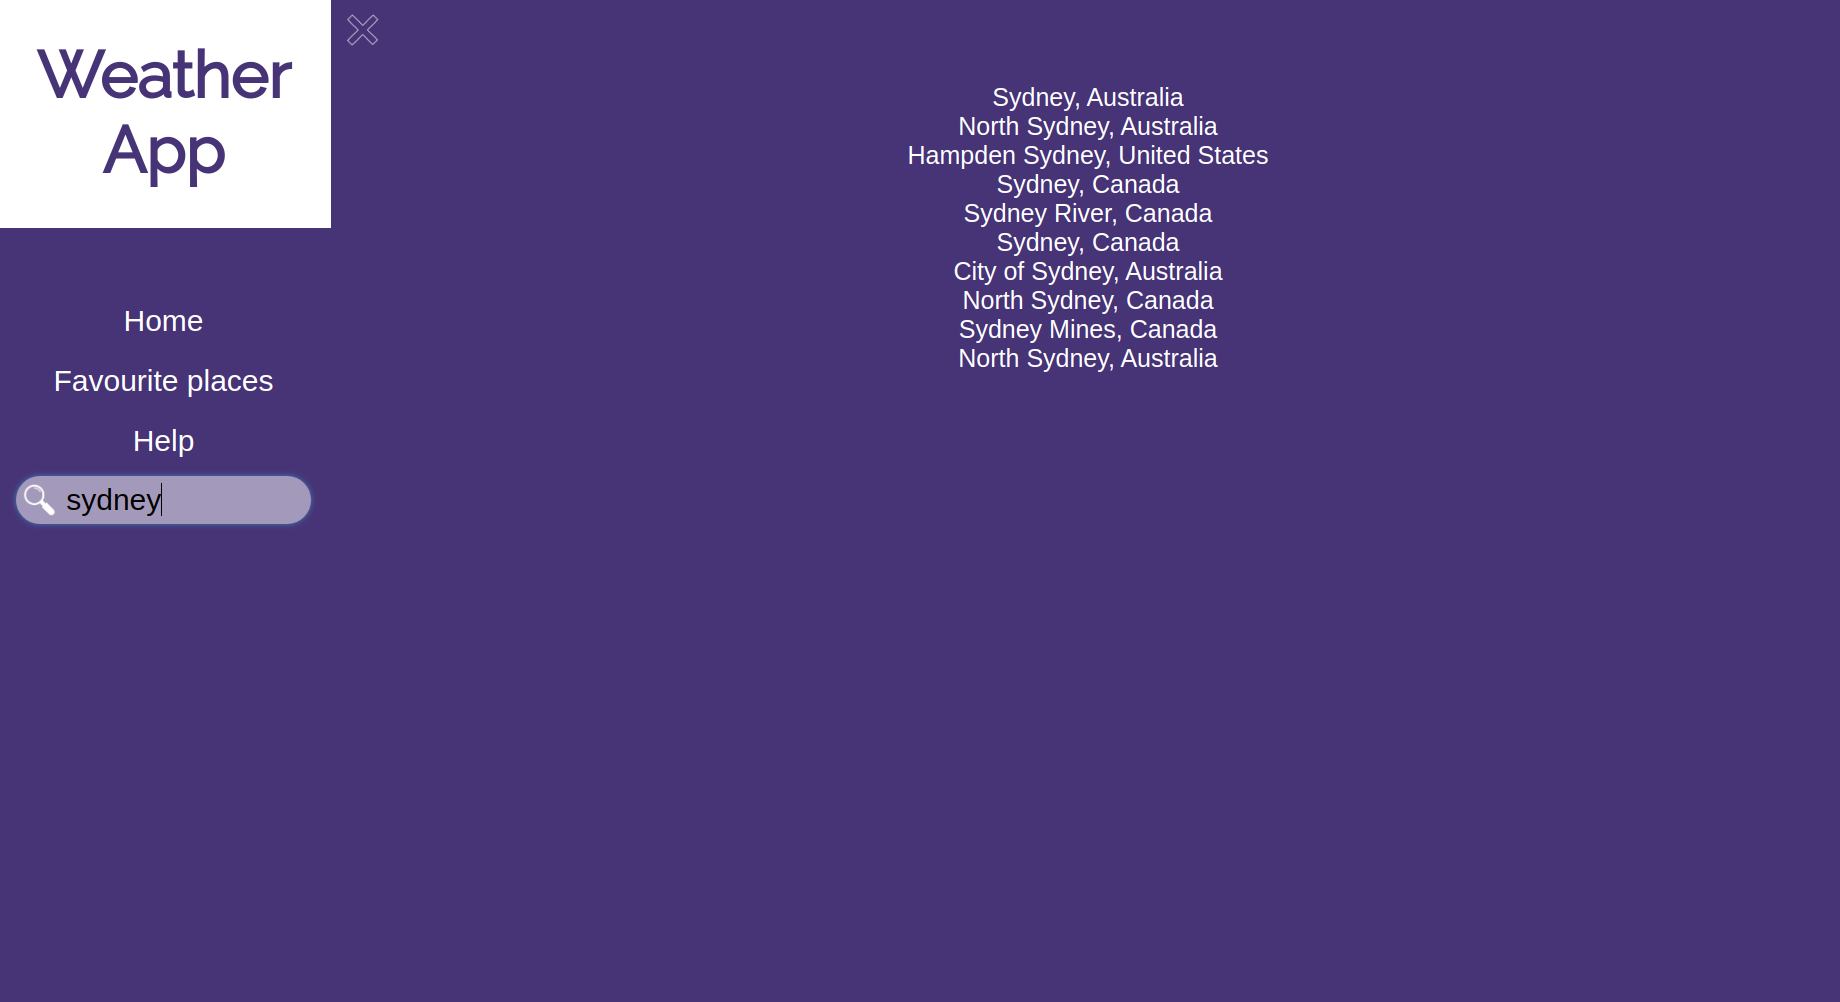 Weather
App
Home
Favourite places
Help
sydney
Sydney, Australia
North Sydney, Australia
Hampden Sydney, United States
Sydney, Canada
Sydney River, Canada
Sydney, Canada
City of Sydney, Australia
North Sydney, Canada
Sydney Mines, Canada
North Sydney, Australia